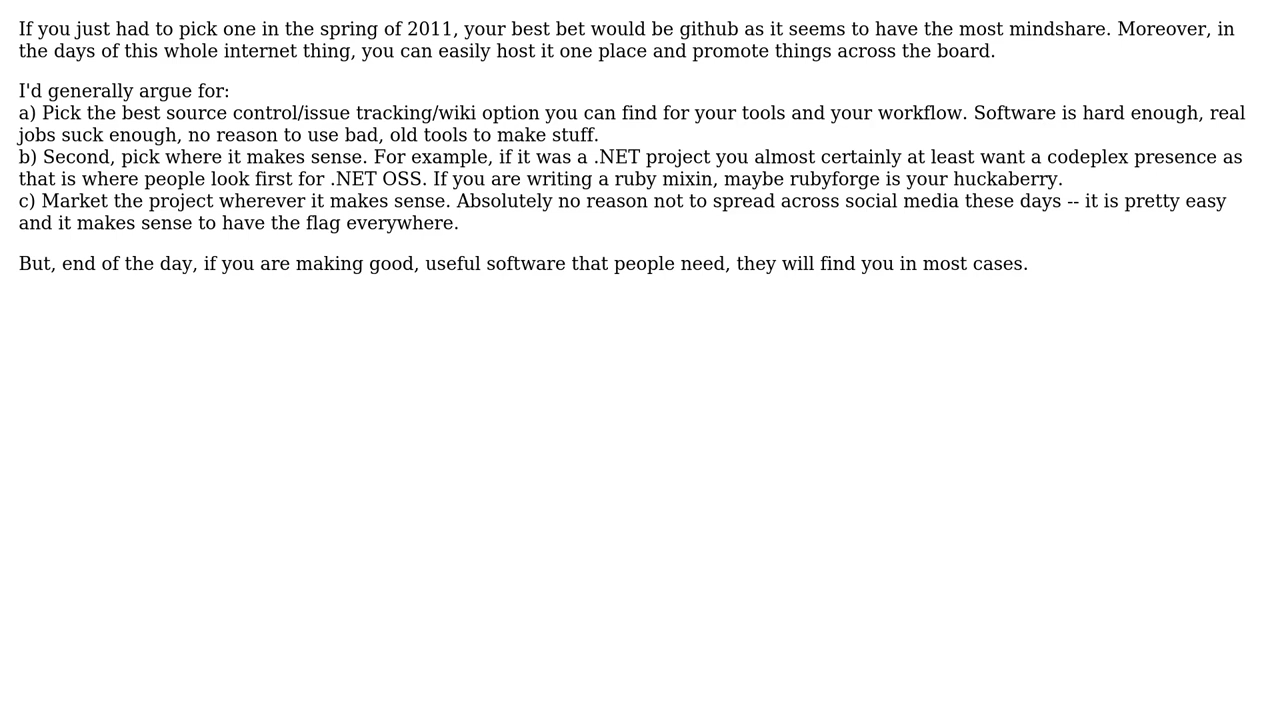 If you just had to pick one in the spring of 2011, your best bet would be github as it seems to have the most mindshare. Moreover, in
the days of this whole internet thing, you can easily host it one place and promote things across the board.
I'd generally argue for:
a) Pick the best source control/issue tracking/wiki option you can find for your tools and your workflow. Software is hard enough, real
jobs suck enough, no reason to use bad, old tools to make stuff.
b) Second, pick where it makes sense. For example, if it was a .NET project you almost certainly at least want a codeplex presence as
that is where people look first for .NET OSS. If you are writing a ruby mixin, maybe rubyforge is your huckaberry.
c) Market the project wherever it makes sense. Absolutely no reason not to spread across social media these days -- it is pretty easy
and it makes sense to have the flag everywhere.
But, end of the day, if you are making good, useful software that people need, they will find you in most cases.